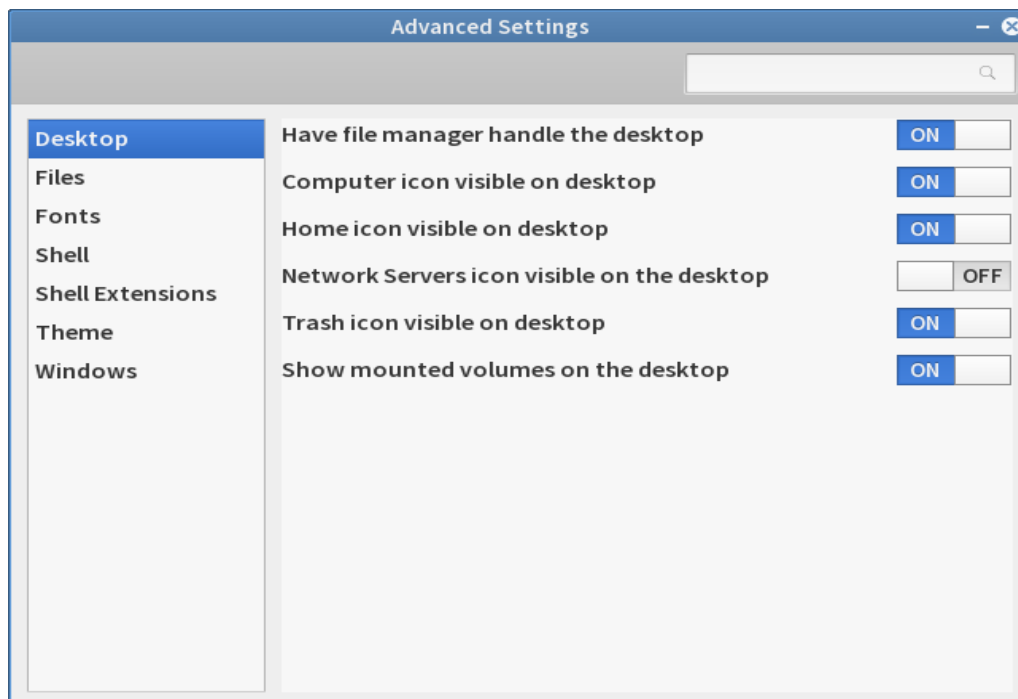 Advanced Settings
Desktop
Files
Fonts
Shell
Shell Extensions
Theme
Windows
Have file manager handle the desktop ON
Computer icon visible on desktop ON
Home icon visible on desktop ON
Network Servers icon visible on the desktop OFF
Trash icon visible on desktop ON
Show mounted volumes on the desktop ON